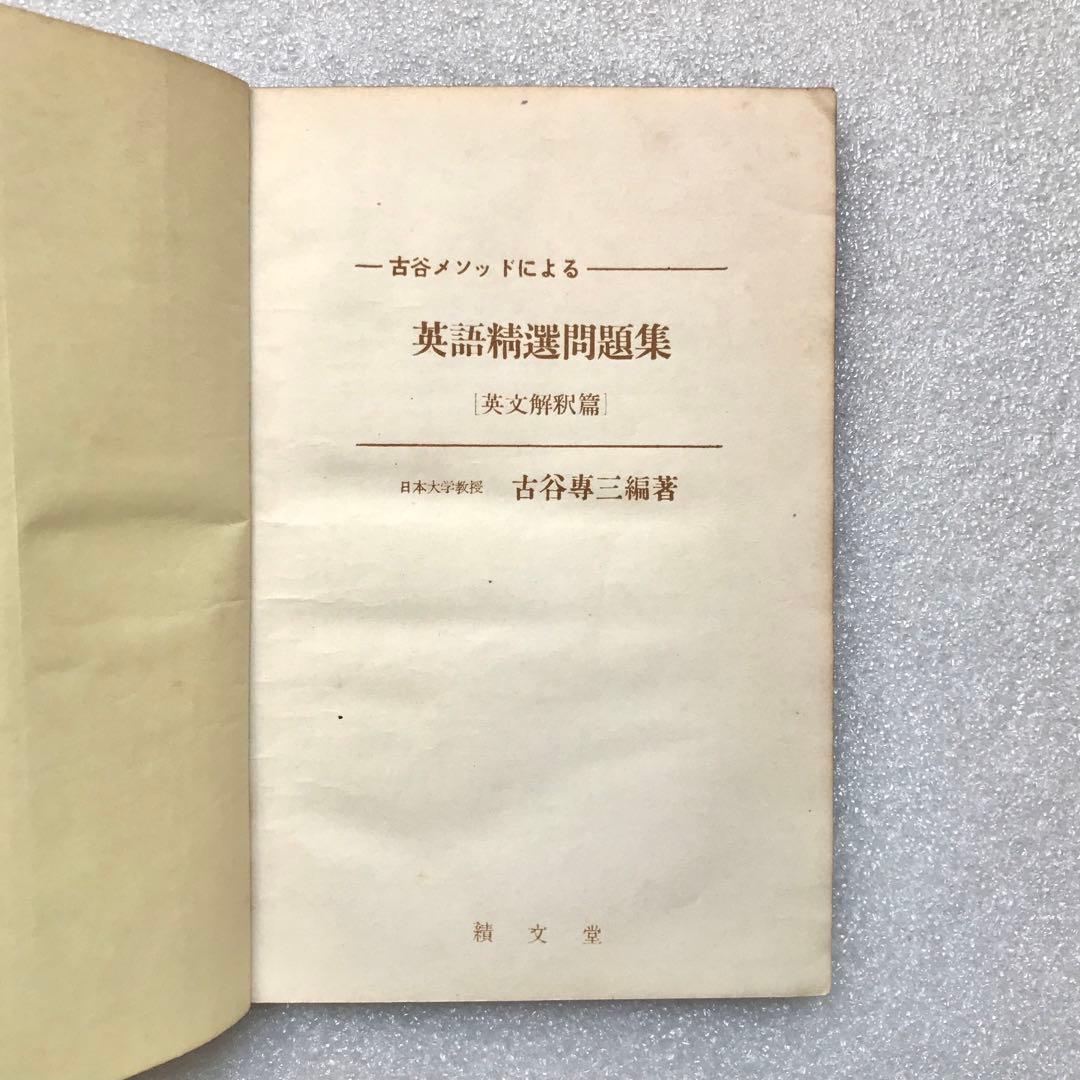 古谷メソッドによる
英語精選問題集
[英文解釈篇]
日本大学教授 古谷專三編著
績文堂